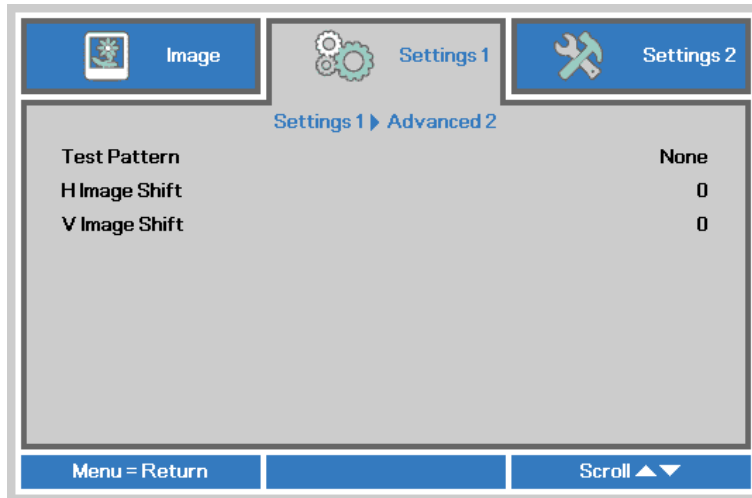 Image
Settings 1
Settings 2
Settings 1 ▶ Advanced 2
Test Pattern None
H Image Shift 0
V Image Shift 0
Menu = Return
Scroll ▲▼